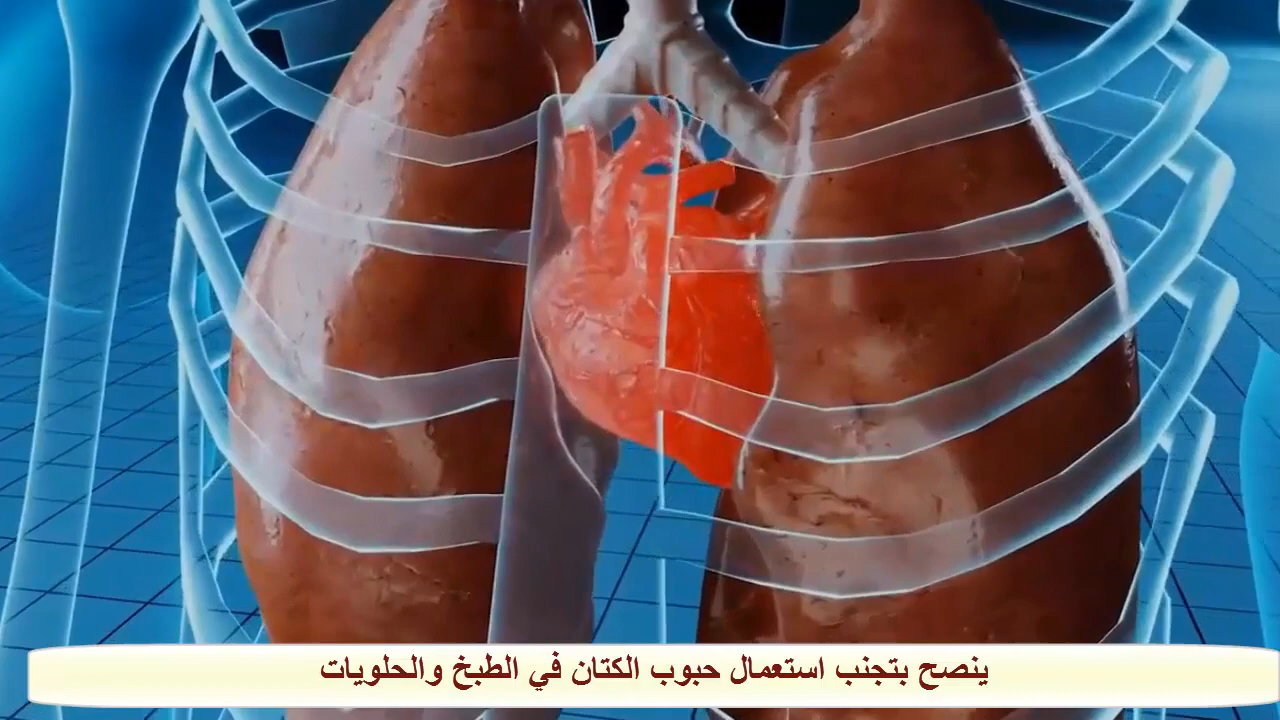 ينصح بتجنب استعمال حبوب الكتان في الطبخ والحلويات